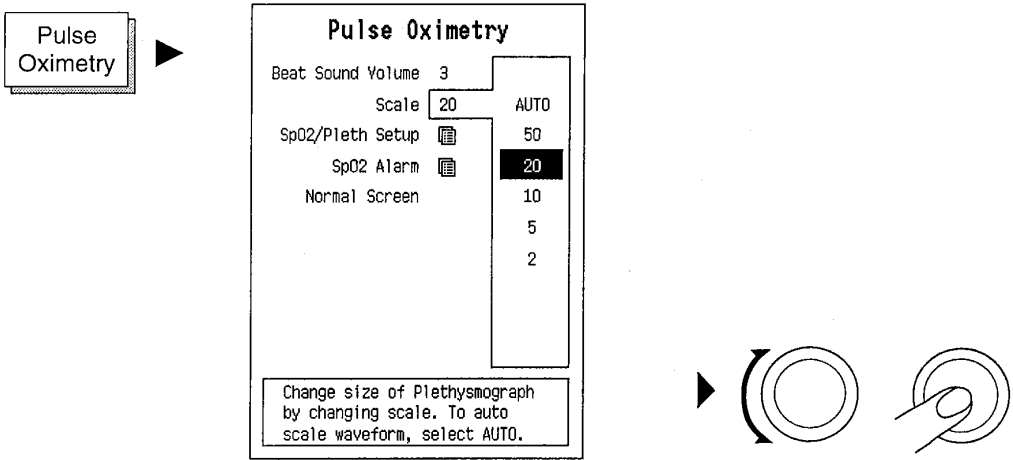 Pulse
Oximetry
Pulse Oximetry
Beat Sound Volume 3
Scale 20 AUTO
SpO2/Pleth Setup 50
SpO2 Alarm 20
Normal Screen 10
5
2
Change size of Plethysmograph
by changing scale. To auto
scale waveform, select AUTO.